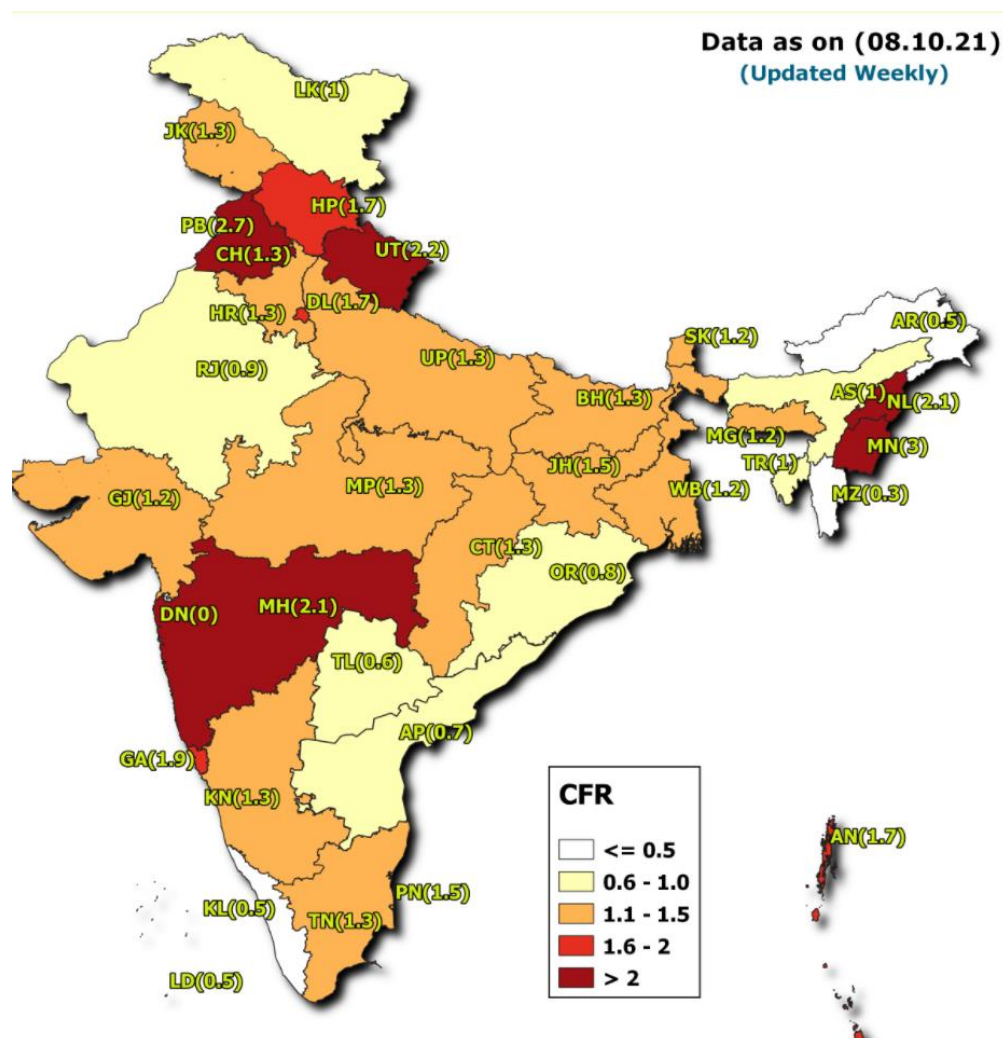 Data as on (08.10.21)
(Updated Weekly)
LK(1)
JK(1.3)
HP(1.7)
PB(2.7)
CH(1.3)
UT(2.2)
DL(1.7)
HR(1.3)
AR(0.5)
SK(1.2)
UP(1.3)
RJ(0.9)
BH(1.3)
AS(1)
NL(2.1)
MG(1.2)
MN(3)
TR(1)
JH(1.5)
MP(1.3)
WB(1.2)
MZ(0.3)
GJ(1.2)
CT(1.3)
OR(0.8)
MH(2.1)
DN(0)
TL(0.6)
AP(0.7)
GA(1.9)
KN(1.3)
CFR
<= 0.5
0.6 - 1.0
1.1 - 1.5
1.6 - 2
> 2
AN(1.7)
PN(1.5)
KL(0.5)
TN(1.3)
LD(0.5)